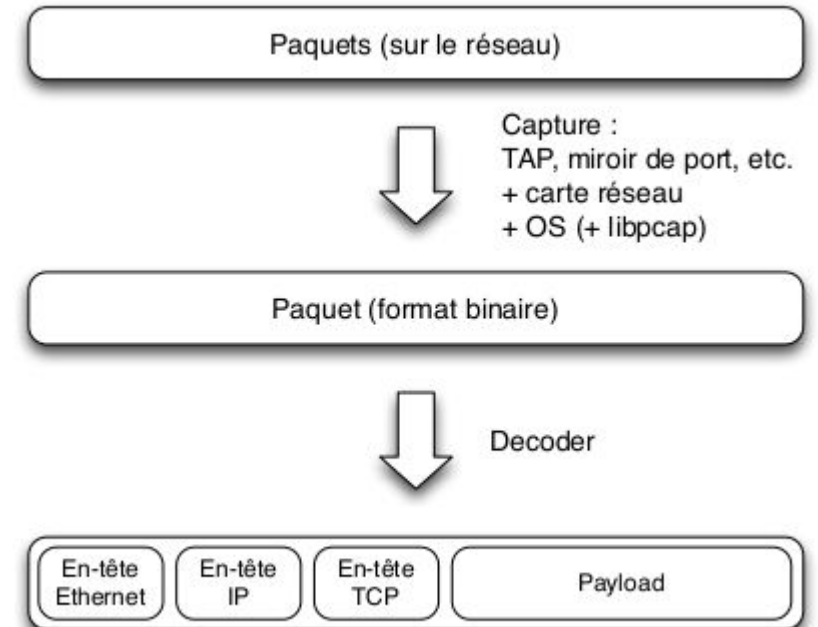 Paquets (sur le réseau)
Capture :
TAP, miroir de port, etc.
+ carte réseau
+ OS (+ libpcap)
Paquet (format binaire)
Decoder
En-tête
Ethernet
En-tête
IP
En-tête
TCP
Payload